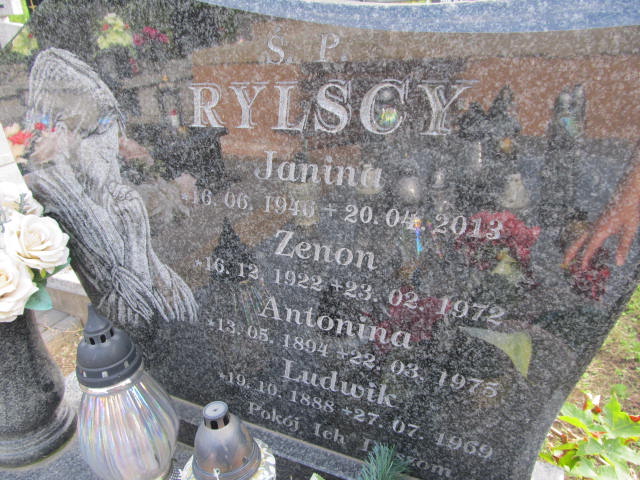 Ś. P.
RYLSCY
Janina
*16. 06. 1940 +20. 04. 2013
Zenon
*16. 12. 1922 +23. 02. 1972
Antonina
*13. 05. 1894 +22. 03. 1975
Ludwik
*19. 10. 1888 +27. 07. 1969
Pokój Ich Duszom